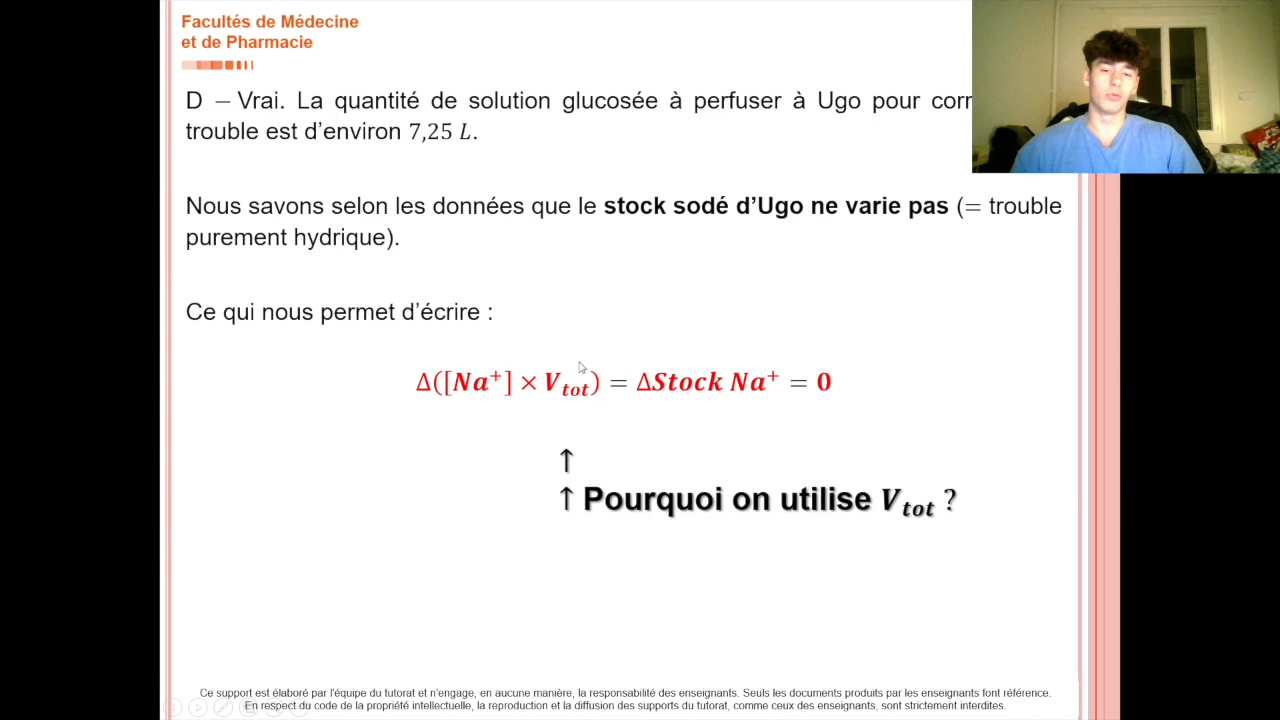 Facultés de Médecine
et de Pharmacie
D – Vrai. La quantité de solution glucosée à perfuser à Ugo pour corr
trouble est d’environ 7,25 L.
Nous savons selon les données que le stock sodé d’Ugo ne varie pas (= trouble
purement hydrique).
Ce qui nous permet d’écrire :
Δ([Na⁺] × Vₜₒₜ) = ΔStock Na⁺ = 0
↑
↑ Pourquoi on utilise Vₜₒₜ ?
Ce support est élaboré par l'équipe du tutorat et n'engage, en aucune manière, la responsabilité des enseignants. Seuls les documents produits par les enseignants font référence.
En respect du code de la propriété intellectuelle, la reproduction et la diffusion des supports du tutorat, comme ceux des enseignants, sont strictement interdites.